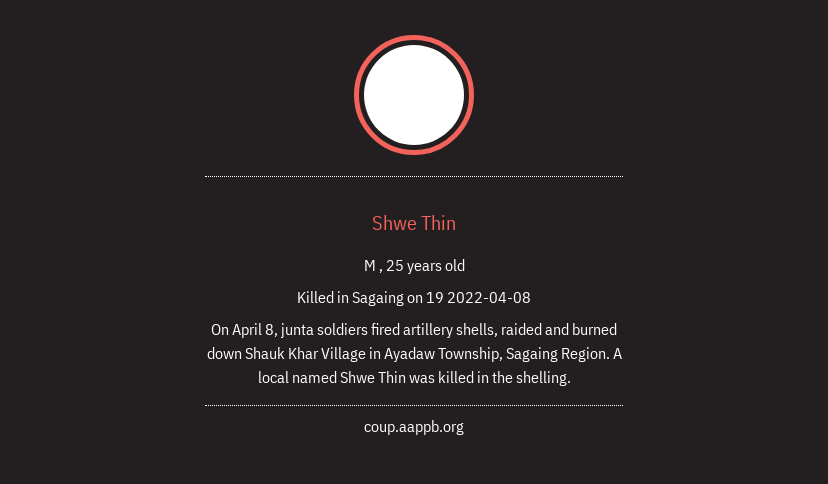 Shwe Thin
M , 25 years old
Killed in Sagaing on 19 2022-04-08
On April 8, junta soldiers fired artillery shells, raided and burned
down Shauk Khar Village in Ayadaw Township, Sagaing Region. A
local named Shwe Thin was killed in the shelling.
coup.aappb.org